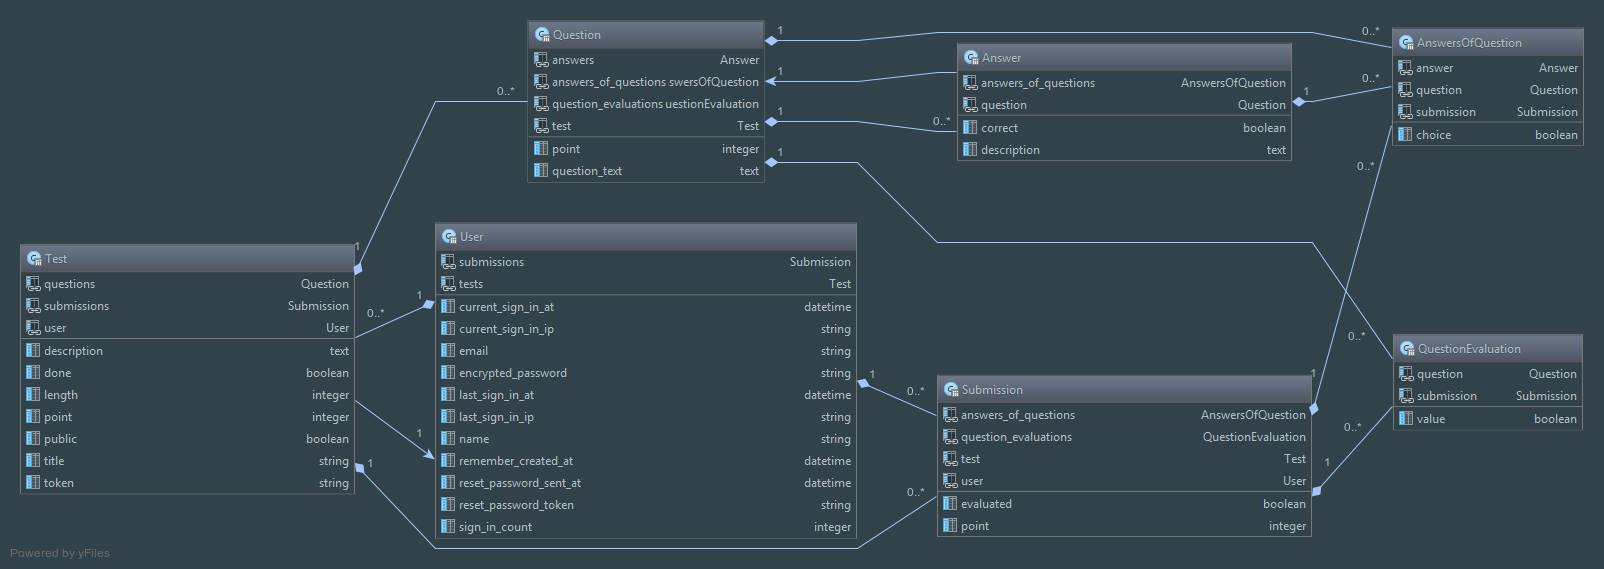 Question
answers Answer
answers_of_questions swersOfQuestion
question_evaluations uestionEvaluation
test Test
point integer
question_text text
1
1
1
1
0..*
Answer
answers_of_questions AnswersOfQuestion
question Question
correct boolean
description text
0..*
1
0..*
0..*
AnswersOfQuestion
answer Answer
question Question
submission Submission
choice boolean
0..*
Test
questions Question
submissions Submission
user User
description text
done boolean
length integer
point integer
public boolean
title string
token string
1
0..*
1
1
1
User
submissions Submission
tests Test
current_sign_in_at datetime
current_sign_in_ip string
email string
encrypted_password string
last_sign_in_at datetime
last_sign_in_ip string
name string
remember_created_at datetime
reset_password_sent_at datetime
reset_password_token string
sign_in_count integer
1
0..*
0..*
Submission
answers_of_questions AnswersOfQuestion
question_evaluations QuestionEvaluation
test Test
user User
evaluated boolean
point integer
1
1
0..*
0..*
QuestionEvaluation
question Question
submission Submission
value boolean
Powered by yFiles